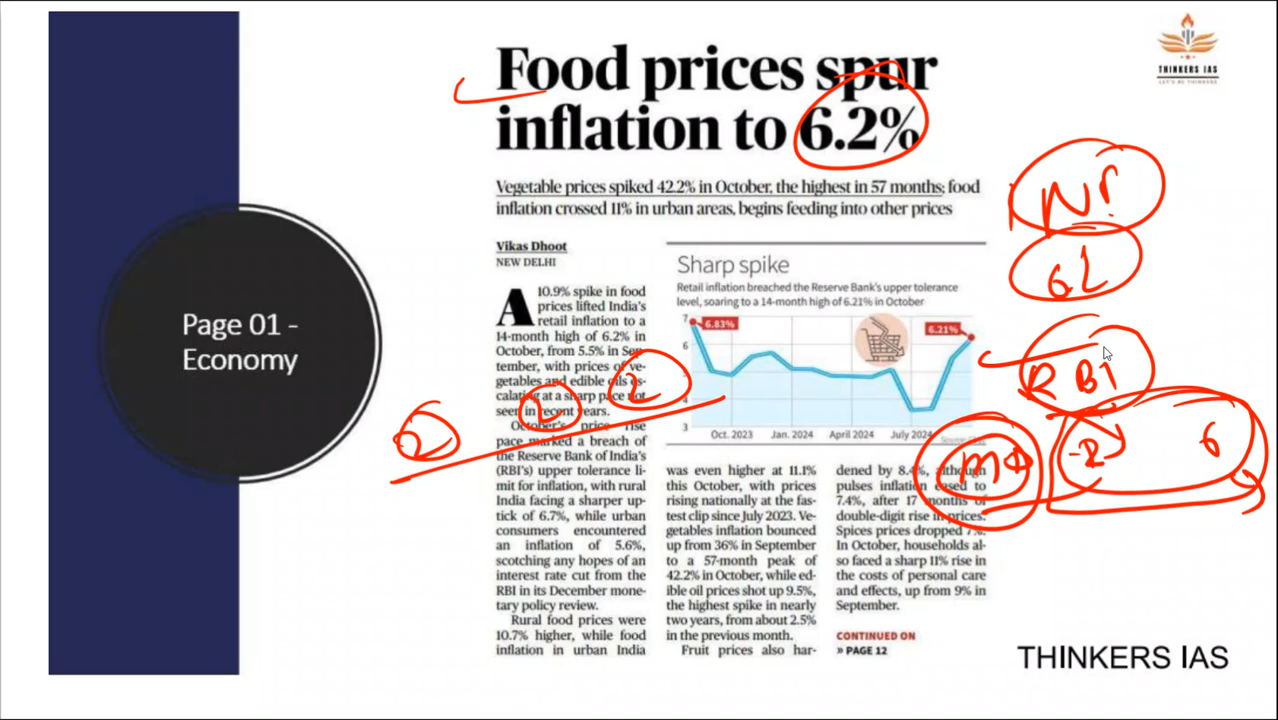 THINKERS IAS
LET'S BE THINKERS
Page 01 -
Economy
Food prices spur
inflation to 6.2%
Vegetable prices spiked 42.2% in October, the highest in 57 months; food
inflation crossed 11% in urban areas, begins feeding into other prices
Vikas Dhoot
NEW DELHI
A 10.9% spike in food
prices lifted India's
retail inflation to a
14-month high of 6.2% in
October, from 5.5% in Sep-
tember, with prices of ve-
getables and edible oils es-
calating at a sharp pace not
seen in recent years.
October's price rise
pace marked a breach of
the Reserve Bank of India's
(RBI's) upper tolerance li-
mit for inflation, with rural
India facing a sharper up-
tick of 6.7%, while urban
consumers encountered
an inflation of 5.6%,
scotching any hopes of an
interest rate cut from the
RBI in its December mone-
tary policy review.
Rural food prices were
10.7% higher, while food
inflation in urban India
Sharp spike
Retail inflation breached the Reserve Bank's upper tolerance
level, soaring to a 14-month high of 6.21% in October
7
6.83%
6.21%
6
4
3
Oct. 2023
Jan. 2024
April 2024
July 2024
was even higher at 11.1%
this October, with prices
rising nationally at the fas-
test clip since July 2023. Ve-
getables inflation bounced
up from 36% in September
to a 57-month peak of
42.2% in October, while ed-
ible oil prices shot up 9.5%,
the highest spike in nearly
two years, from about 2.5%
in the previous month.
Fruit prices also har-
dened by 8.4%, although
pulses inflation eased to
7.4%, after 17 months of
double-digit rise in prices.
Spices prices dropped 7%.
In October, households al-
so faced a sharp 11% rise in
the costs of personal care
and effects, up from 9% in
September.
CONTINUED ON
» PAGE 12
RBI
6
THINKERS IAS